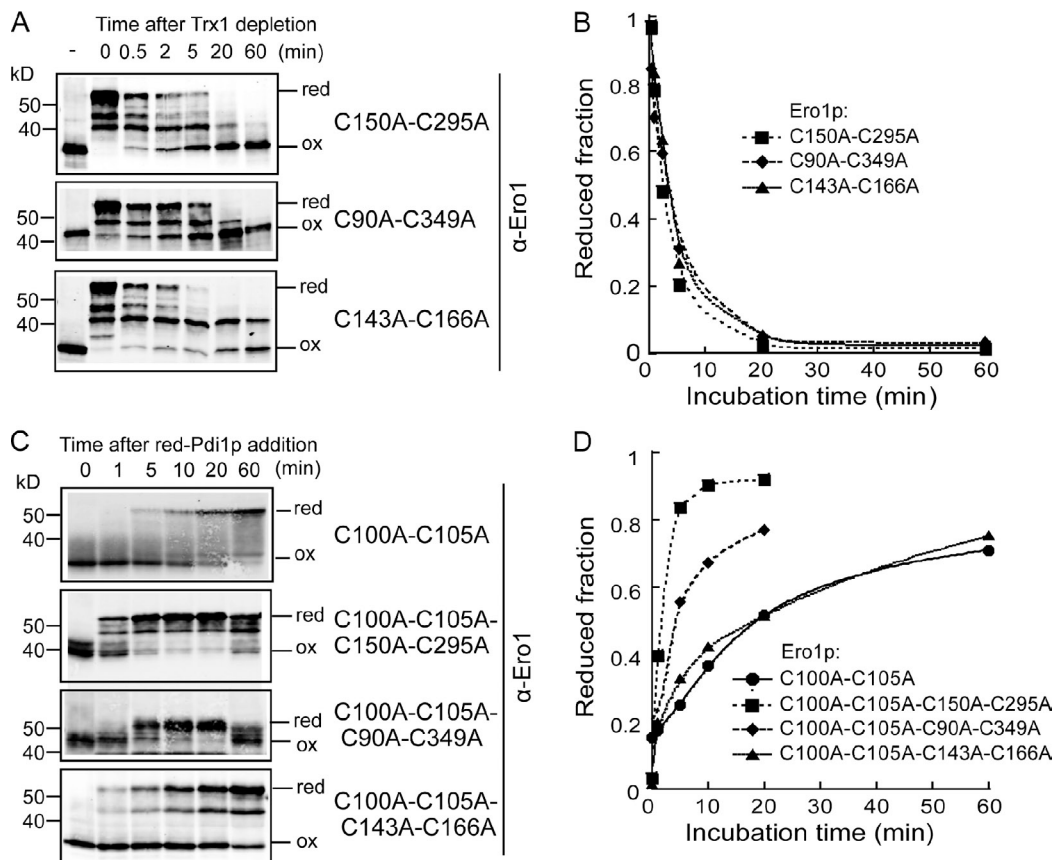 A
Time after Trx1 depletion
- 0 0.5 2 5 20 60 (min)
kD
50
40
red
ox
C150A-C295A
50
40
red
ox
C90A-C349A
50
40
red
ox
C143A-C166A
α-Ero1
B
Reduced fraction
1
0.8
0.6
0.4
0.2
0
0 10 20 30 40 50 60
Incubation time (min)
Ero1p:
C150A-C295A
C90A-C349A
C143A-C166A
C
Time after red-Pdi1p addition
0 1 5 10 20 60 (min)
kD
50
40
red
ox
C100A-C105A
50
40
red
ox
C100A-C105A-
C150A-C295A
50
40
red
ox
C100A-C105A-
C90A-C349A
50
40
red
ox
C100A-C105A-
C143A-C166A
α-Ero1
D
Reduced fraction
1
0.8
0.6
0.4
0.2
0
0 10 20 30 40 50 60
Incubation time (min)
Ero1p:
C100A-C105A
C100A-C105A-C150A-C295A
C100A-C105A-C90A-C349A
C100A-C105A-C143A-C166A